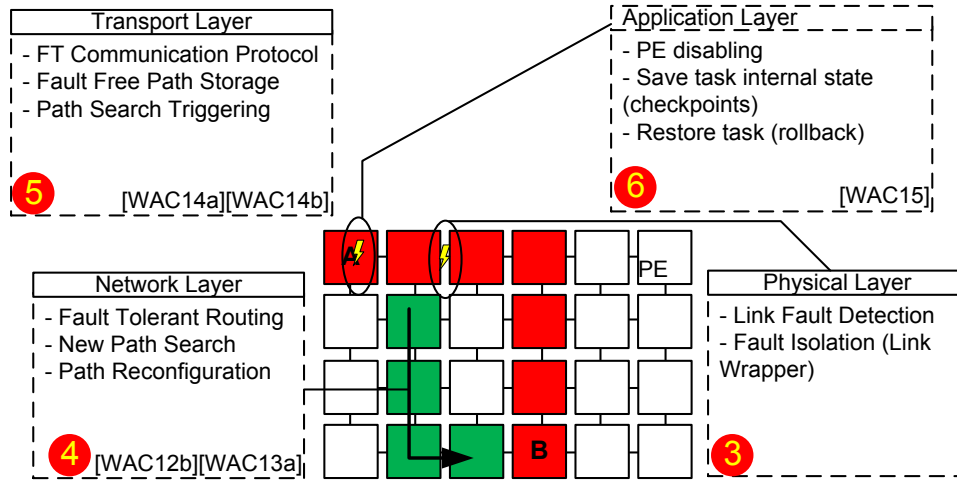 Transport Layer
- FT Communication Protocol
- Fault Free Path Storage
- Path Search Triggering
5
[WAC14a][WAC14b]
Application Layer
- PE disabling
- Save task internal state
(checkpoints)
- Restore task (rollback)
6
[WAC15]
A
PE
Network Layer
- Fault Tolerant Routing
- New Path Search
- Path Reconfiguration
4
[WAC12b][WAC13a]
B
Physical Layer
- Link Fault Detection
- Fault Isolation (Link
Wrapper)
3